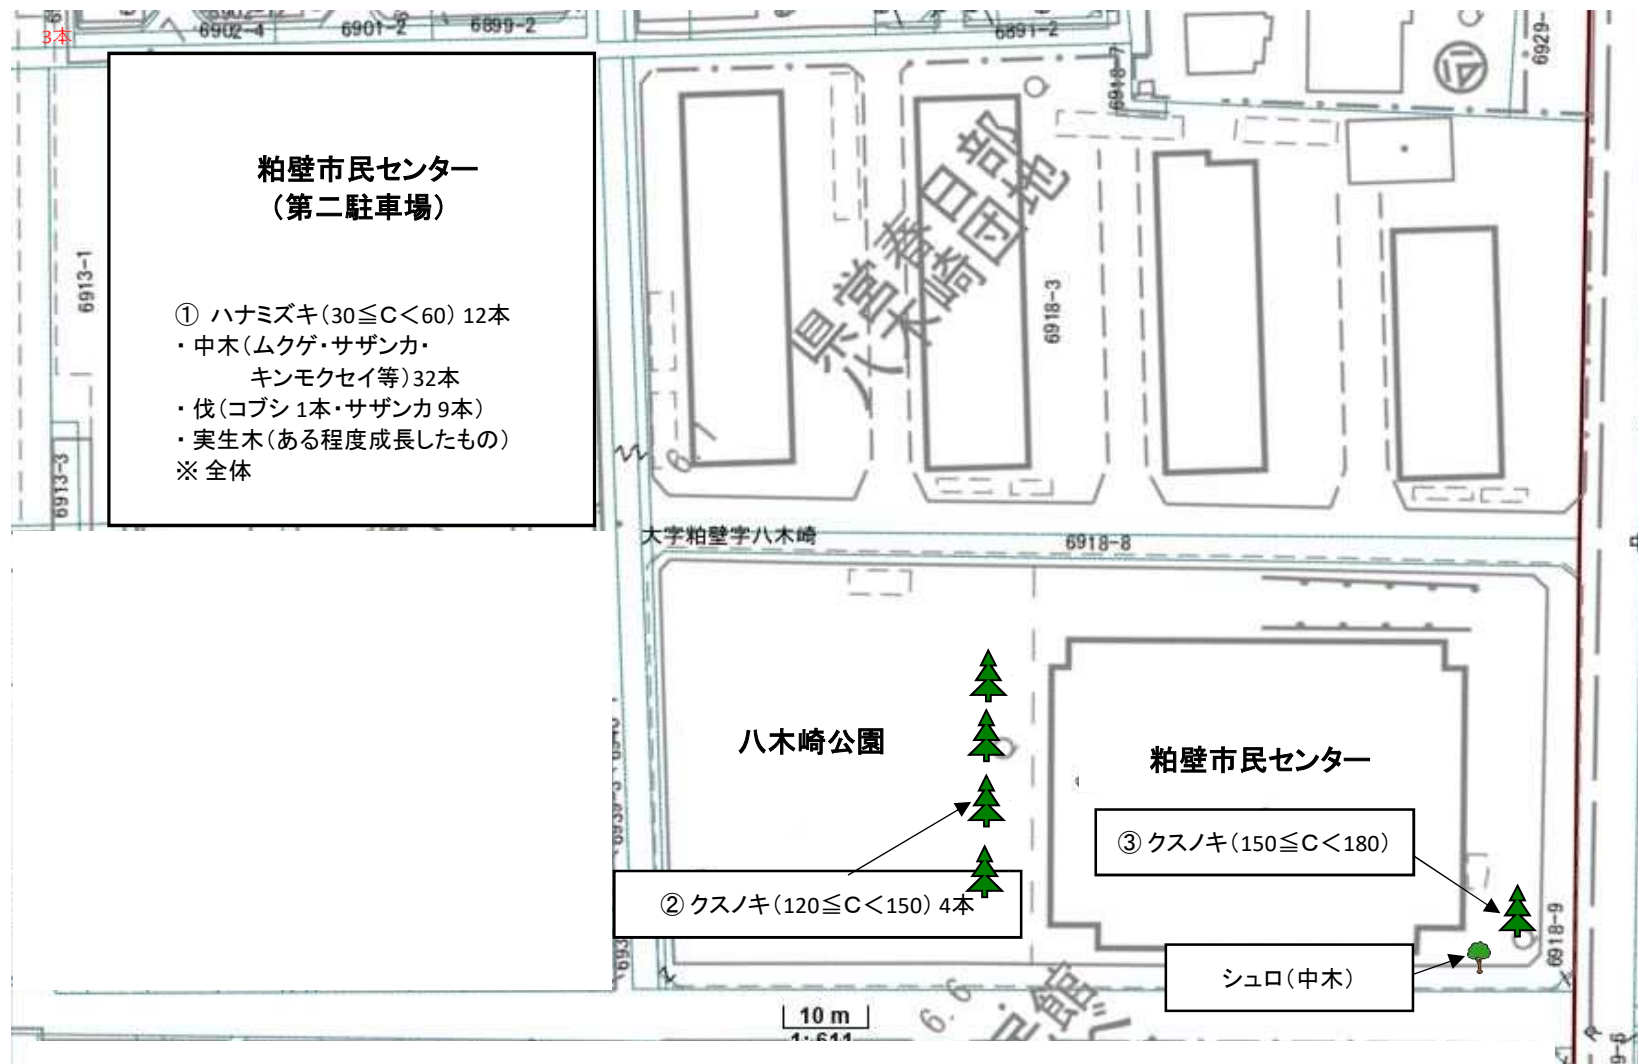 3本
6902-4
6901-2
6899-2
6891-2
6929-
6918-7
粕壁市民センター
（第二駐車場）
① ハナミズキ（30≦C＜60）12本
・中木（ムクゲ・サザンカ・
キンモクセイ等）32本
・伐（コブシ 1本・サザンカ 9本）
・実生木（ある程度成長したもの）
※ 全体
6913-1
6913-3
県営春日部
八木崎団地
6918-3
6.7
大字粕壁字八木崎
6918-8
八木崎公園
粕壁市民センター
② クスノキ（120≦C＜150）4本
③ クスノキ（150≦C＜180）
シュロ（中木）
6918-9
10 m
1:611
6.6